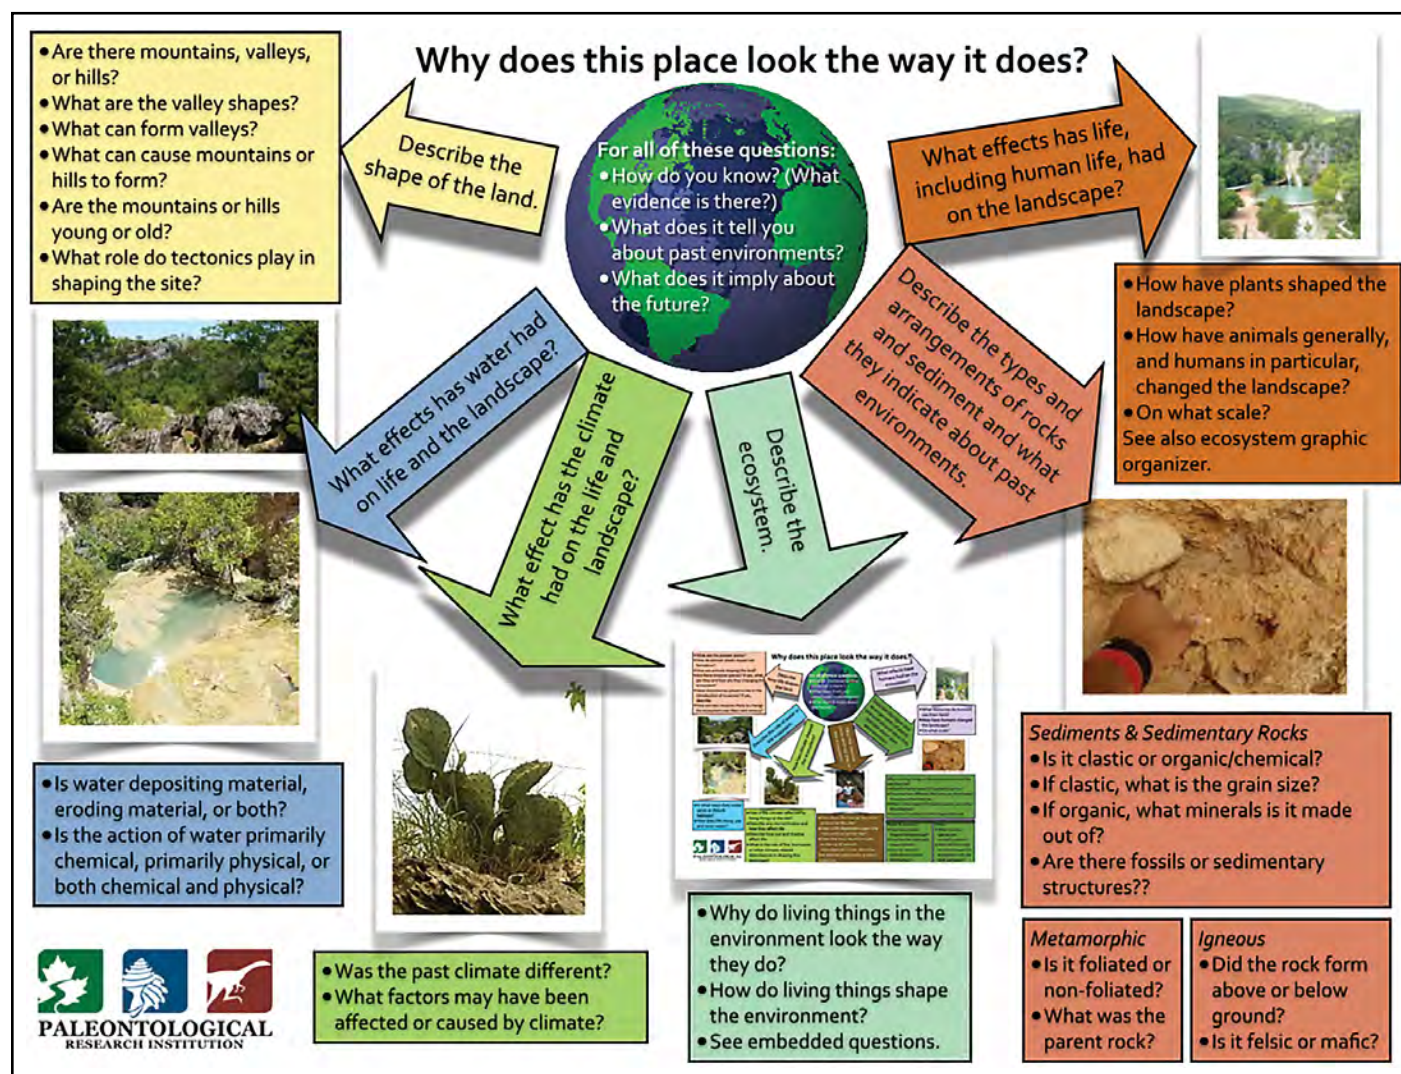 Why does this place look the way it does?
• Are there mountains, valleys,
or hills?
• What are the valley shapes?
• What can form valleys?
• What can cause mountains or
hills to form?
• Are the mountains or hills
young or old?
• What role do tectonics play in
shaping the site?
Describe the
shape of the land.
For all of these questions:
• How do you know? (What
evidence is there?)
• What does it tell you
about past environments?
• What does it imply about
the future?
What effects has life,
including human life, had
on the landscape?
• How have plants shaped the
landscape?
• How have animals generally,
and humans in particular,
changed the landscape?
• On what scale?
See also ecosystem graphic
organizer.
What effects has water had
on life and the landscape?
What effect has the climate
had on the life and
landscape?
Describe the
ecosystem.
Describe the types and
arrangements of rocks
and sediment and what
they indicate about past
environments.
• Is water depositing material,
eroding material, or both?
• Is the action of water primarily
chemical, primarily physical, or
both chemical and physical?
• Was the past climate different?
• What factors may have been
affected or caused by climate?
Why does this place look the way it does?
PALEONTOLOGICAL
• Why do living things in the
environment look the way
they do?
• How do living things shape
the environment?
• See embedded questions.
Sediments & Sedimentary Rocks
• Is it clastic or organic/chemical?
• If clastic, what is the grain size?
• If organic, what minerals is it made
out of?
• Are there fossils or sedimentary
structures??
Metamorphic
• Is it foliated or
non-foliated?
• What was the
parent rock?
Igneous
• Did the rock form
above or below
ground?
• Is it felsic or mafic?
PALEONTOLOGICAL
RESEARCH INSTITUTION